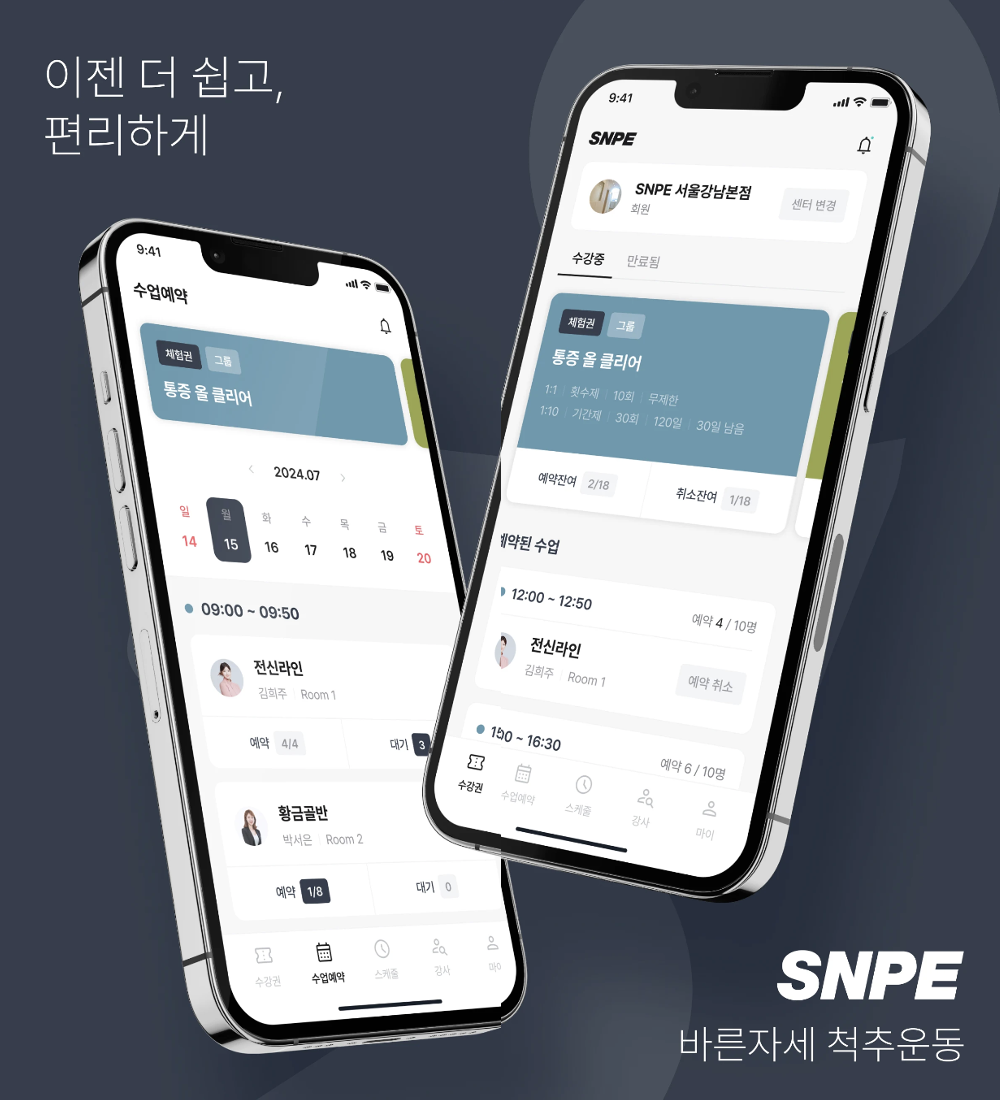 이젠 더 쉽고,
편리하게
9:41
수업예약
체험권 그룹
통증 올 클리어
2024.07
일 월 화 수 목 금 토
14 15 16 17 18 19 20
09:00 ~ 09:50
전신라인
김희주 Room 1
예약 4/4 대기 3
황금골반
박서은 Room 2
예약 1/8 대기 0
수강권 수업예약 스케줄 강사 마이
9:41
SNPE
SNPE 서울강남본점
회원
센터 변경
수강중 만료됨
체험권 그룹
통증 올 클리어
1:1 횟수제 10회 무제한
1:10 기간제 30회 120일 30일 남음
예약잔여 2/18 취소잔여 1/18
예약된 수업
12:00 ~ 12:50 예약 4 / 10명
전신라인
김희주 Room 1
예약 취소
~ 16:30 예약 6 / 10명
수강권 수업예약 스케줄 강사 마이
SNPE
바른자세 척추운동